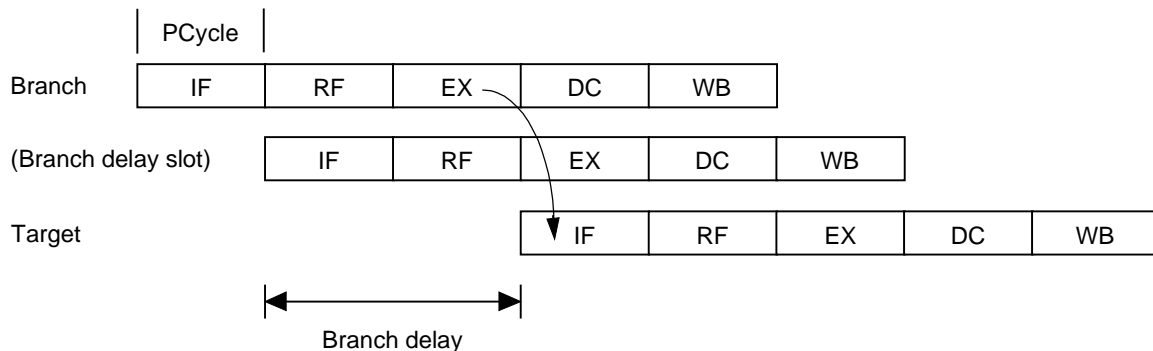 PCycle
Branch IF RF EX DC WB
(Branch delay slot) IF RF EX DC WB
Target IF RF EX DC WB
Branch delay